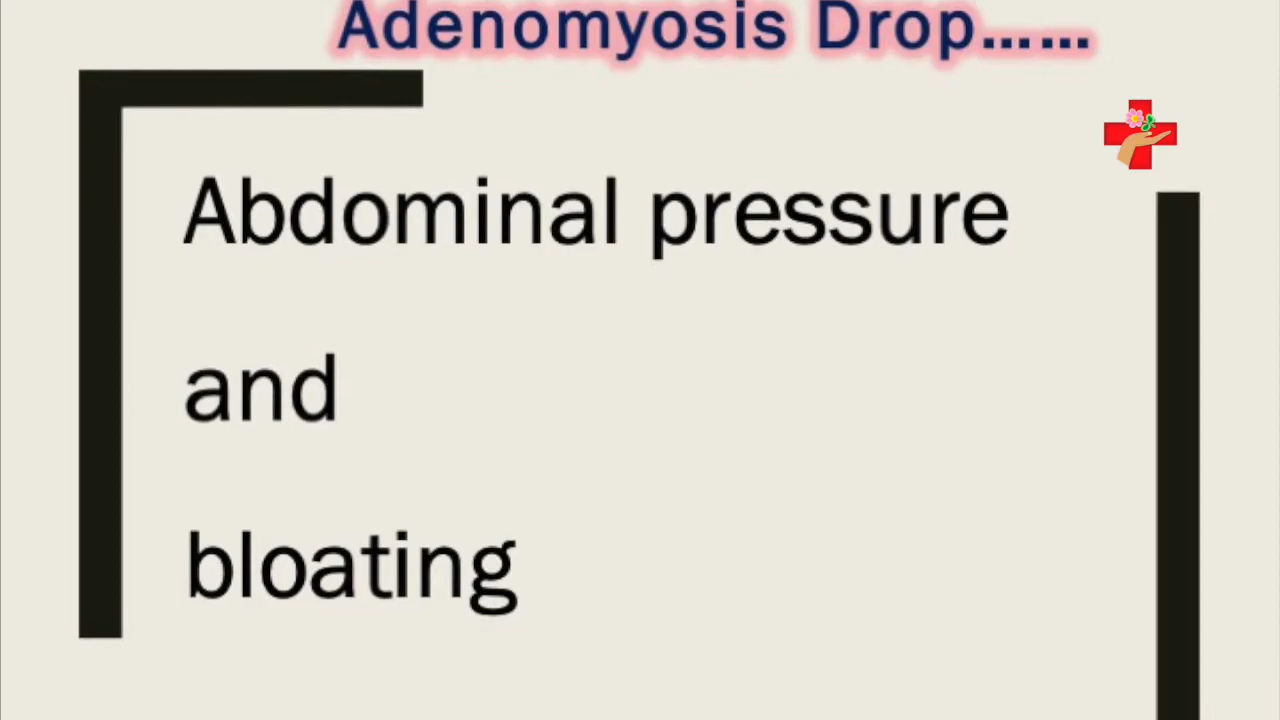 Adenomyosis Drop......
Abdominal pressure
and
bloating